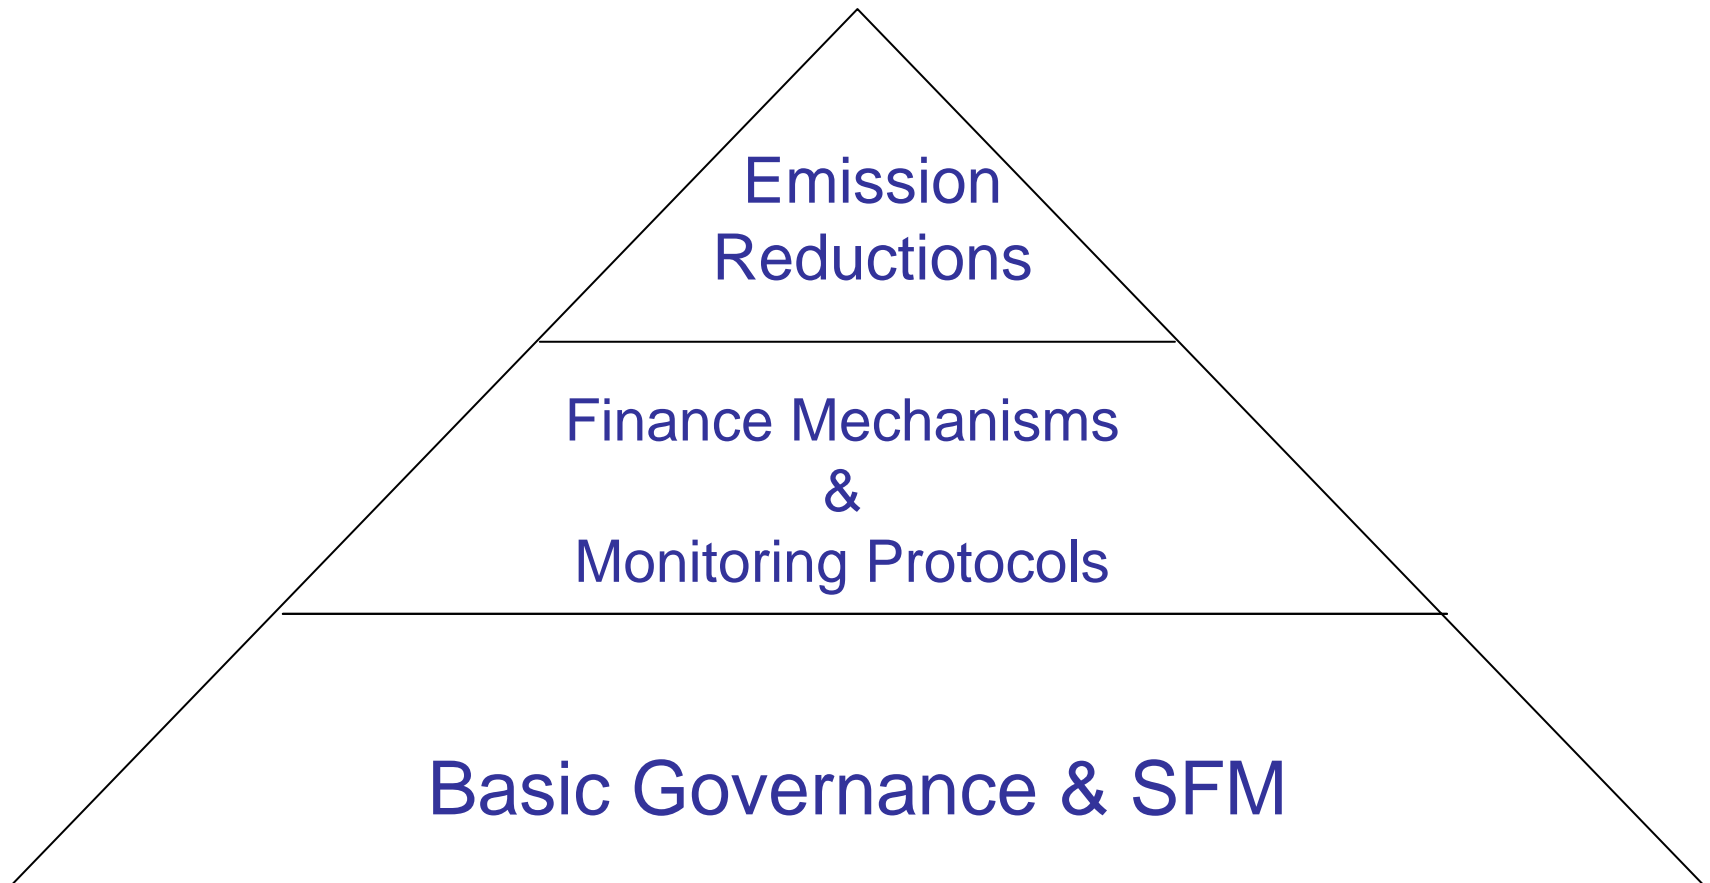 Emission
Reductions
Finance Mechanisms
&
Monitoring Protocols
Basic Governance & SFM